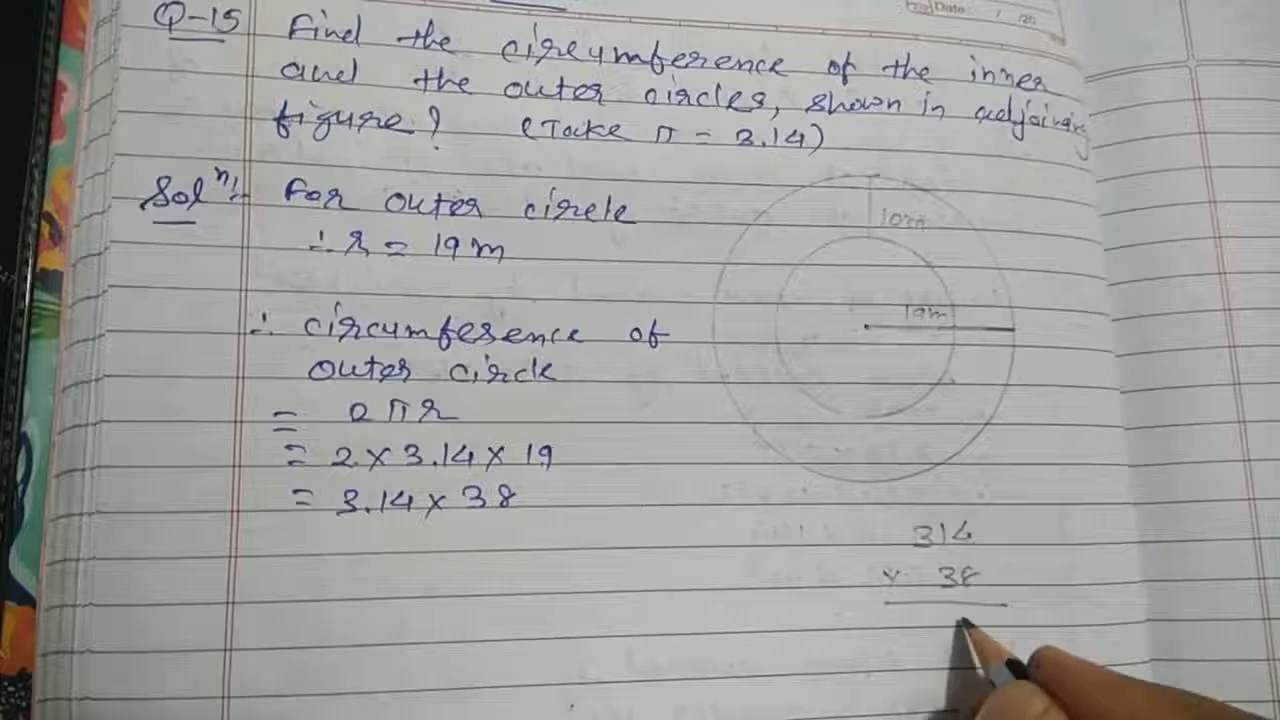 Date:
Q-15 Find the circumference of the inner
and the outer circles, shown in adjoining
figure? (Take π = 3.14)
Solⁿ:- For outer circle
∴ r = 19m
10m
19m
∴ circumference of
outer circle
= 2πr
= 2 × 3.14 × 19
= 3.14 × 38
314
× 38